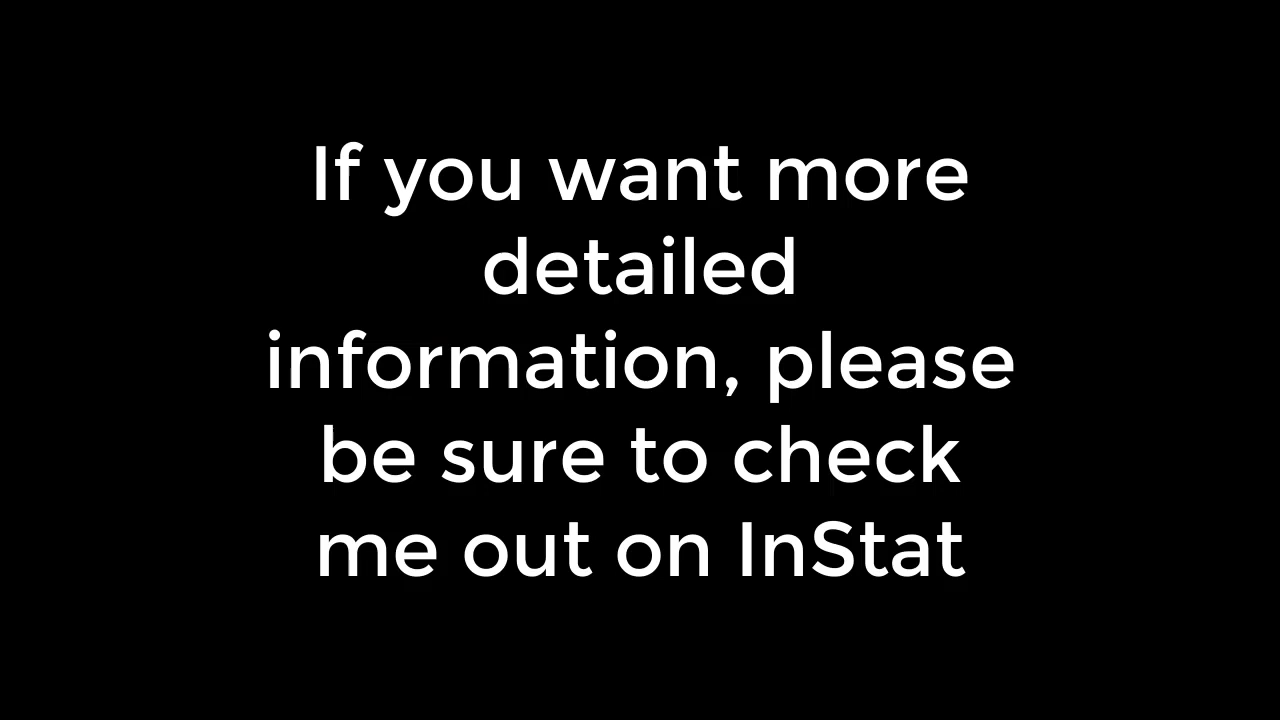 If you want more
detailed
information, please
be sure to check
me out on InStat